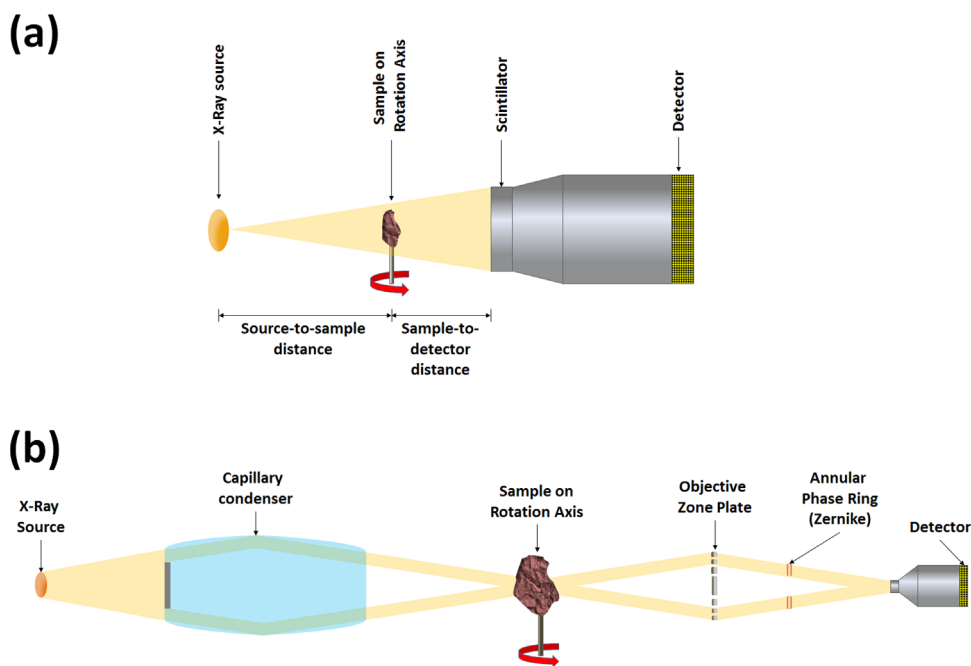 (a)
X-Ray source
Sample on
Rotation Axis
Scintillator
Detector
Source-to-sample
distance
Sample-to-
detector
distance
(b)
X-Ray
Source
Capillary
condenser
Sample on
Rotation Axis
Objective
Zone Plate
Annular
Phase Ring
(Zernike)
Detector